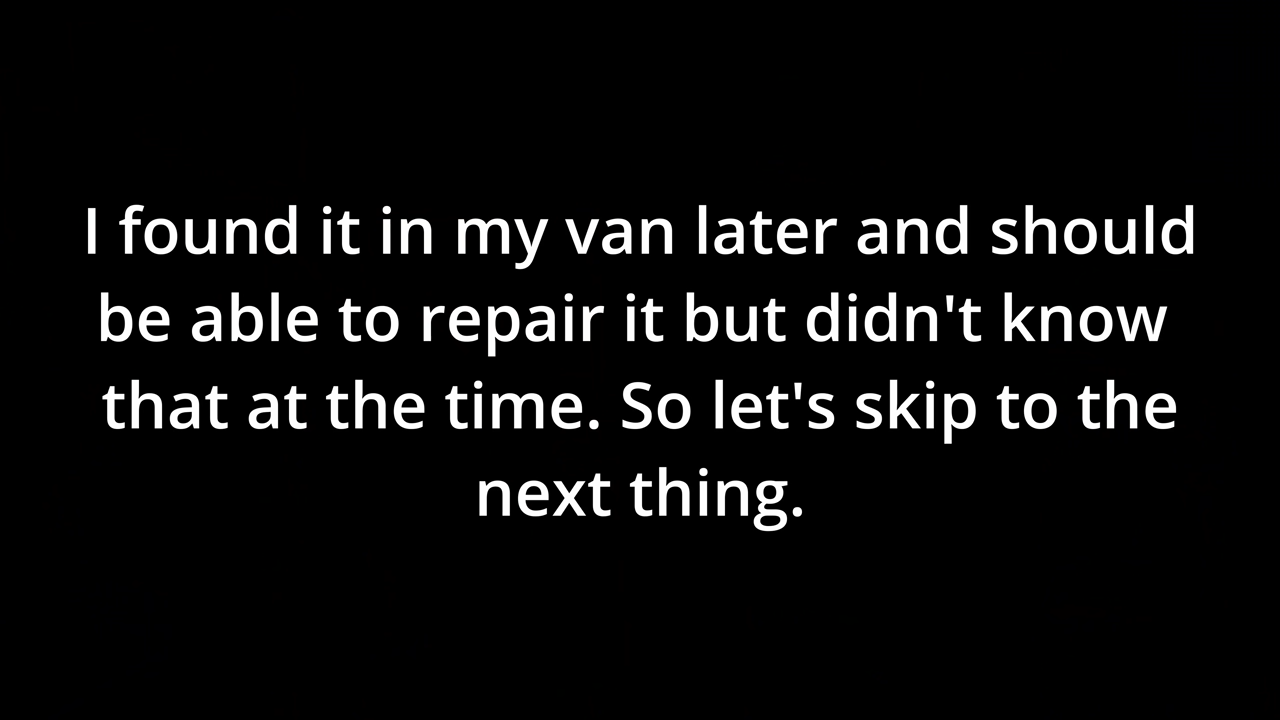 I found it in my van later and should
be able to repair it but didn't know
that at the time. So let's skip to the
next thing.